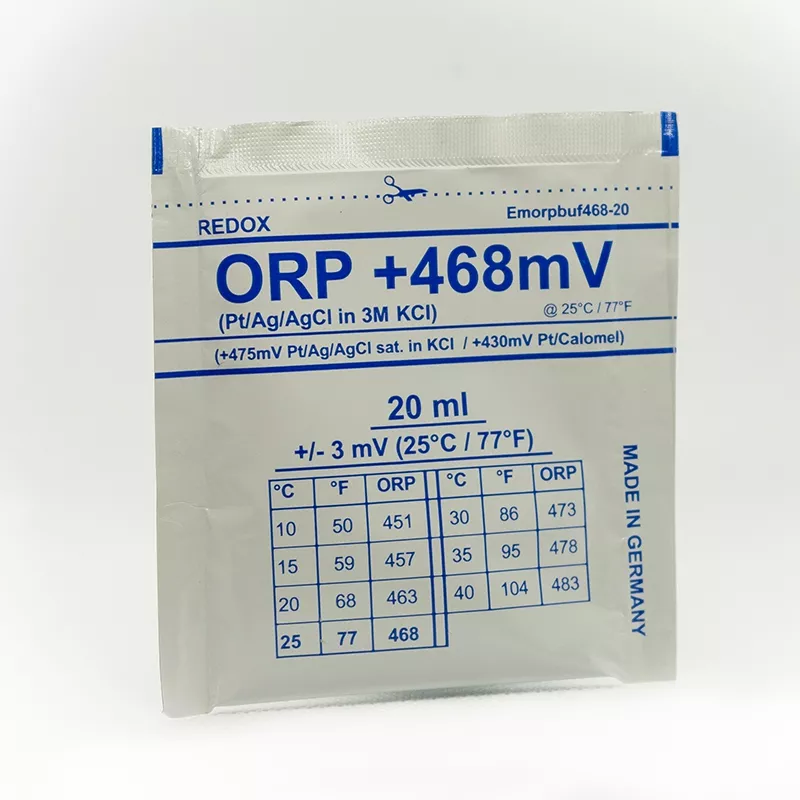 REDOX Emorpbuf468-20
ORP +468mV
(Pt/Ag/AgCl in 3M KCl) @ 25°C / 77°F
(+475mV Pt/Ag/AgCl sat. in KCl / +430mV Pt/Calomel)
20 ml
+/- 3 mV (25°C / 77°F)
°C °F ORP °C °F ORP
10 50 451 30 86 473
15 59 457 35 95 478
20 68 463 40 104 483
25 77 468
MADE IN GERMANY